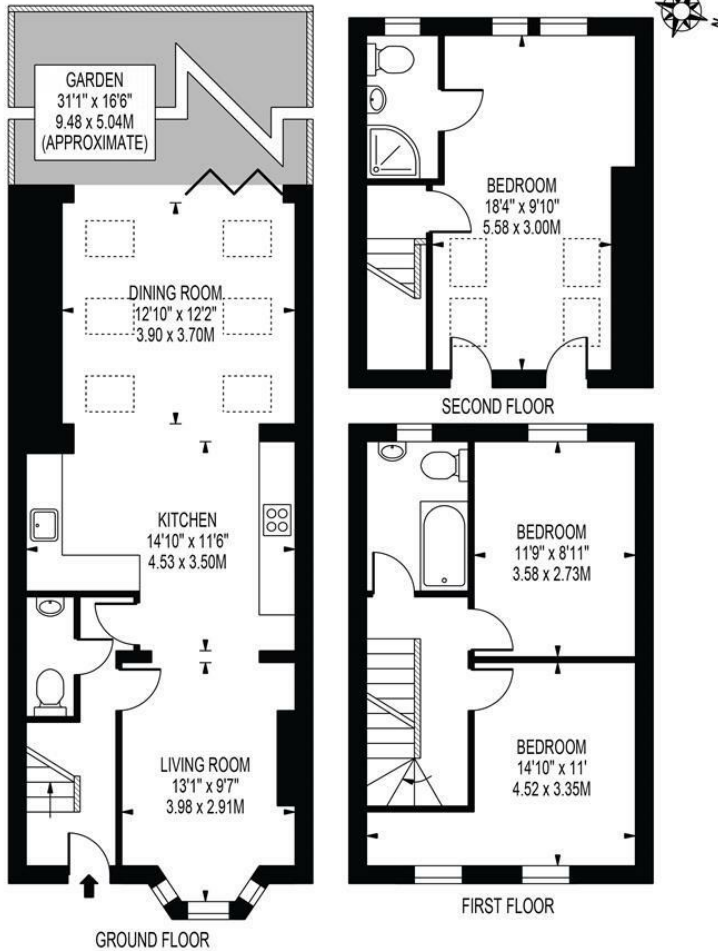 GARDEN
31'1" x 16'6"
9.48 x 5.04M
(APPROXIMATE)
DINING ROOM
12'10" x 12'2"
3.90 x 3.70M
KITCHEN
14'10" x 11'6"
4.53 x 3.50M
LIVING ROOM
13'1" x 9'7"
3.98 x 2.91M
GROUND FLOOR
N
BEDROOM
18'4" x 9'10"
5.58 x 3.00M
SECOND FLOOR
BEDROOM
11'9" x 8'11"
3.58 x 2.73M
BEDROOM
14'10" x 11'
4.52 x 3.35M
FIRST FLOOR